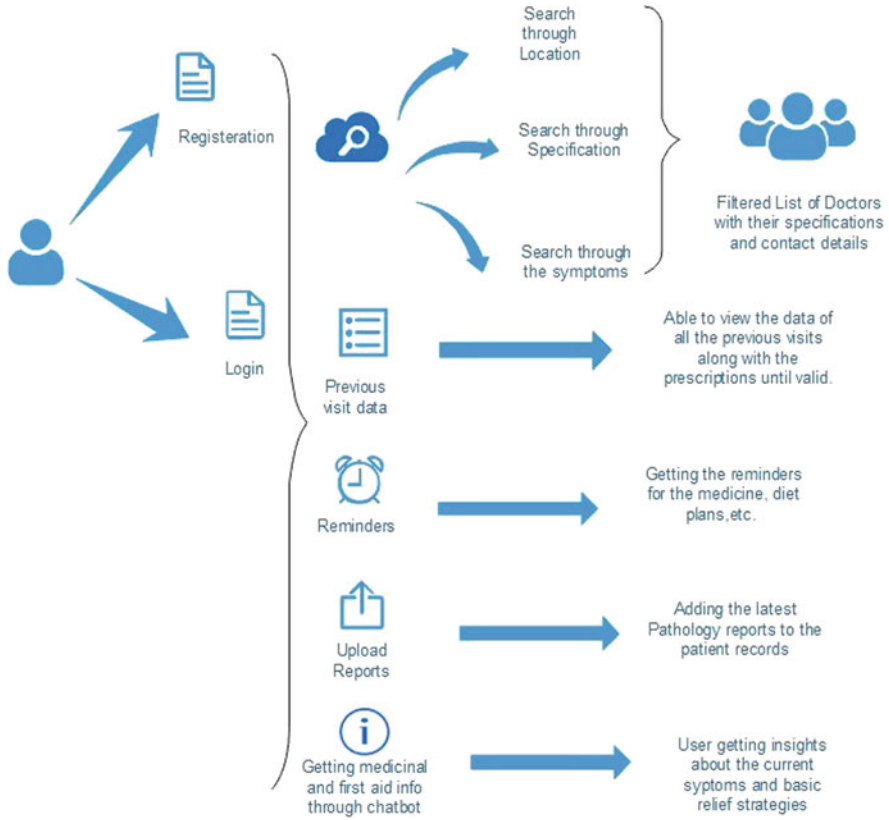 Registeration
Login
Search
through
Location
Search through
Specification
Search through
the symptoms
Filtered List of Doctors
with their specifications
and contact details
Previous
visit data
Able to view the data of
all the previous visits
along with the
prescriptions until valid.
Reminders
Getting the reminders
for the medicine, diet
plans,etc.
Upload
Reports
Adding the latest
Pathology reports to the
patient records
i
Getting medicinal
and first aid info
through chatbot
User getting insights
about the current
syptoms and basic
relief strategies